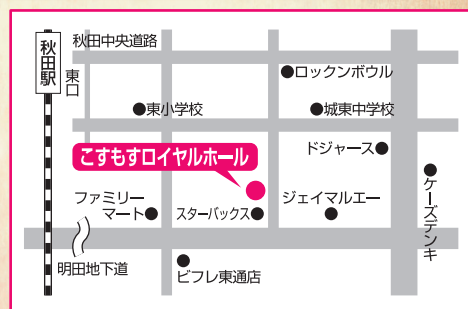 秋田中央道路
秋田駅
東口
ロックンボウル
東小学校
城東中学校
ドジャース
こすもすロイヤルホール
ファミリー
マート
スターバックス
ジェイマルエー
ケーズデンキ
明田地下道
ビフレ東通店